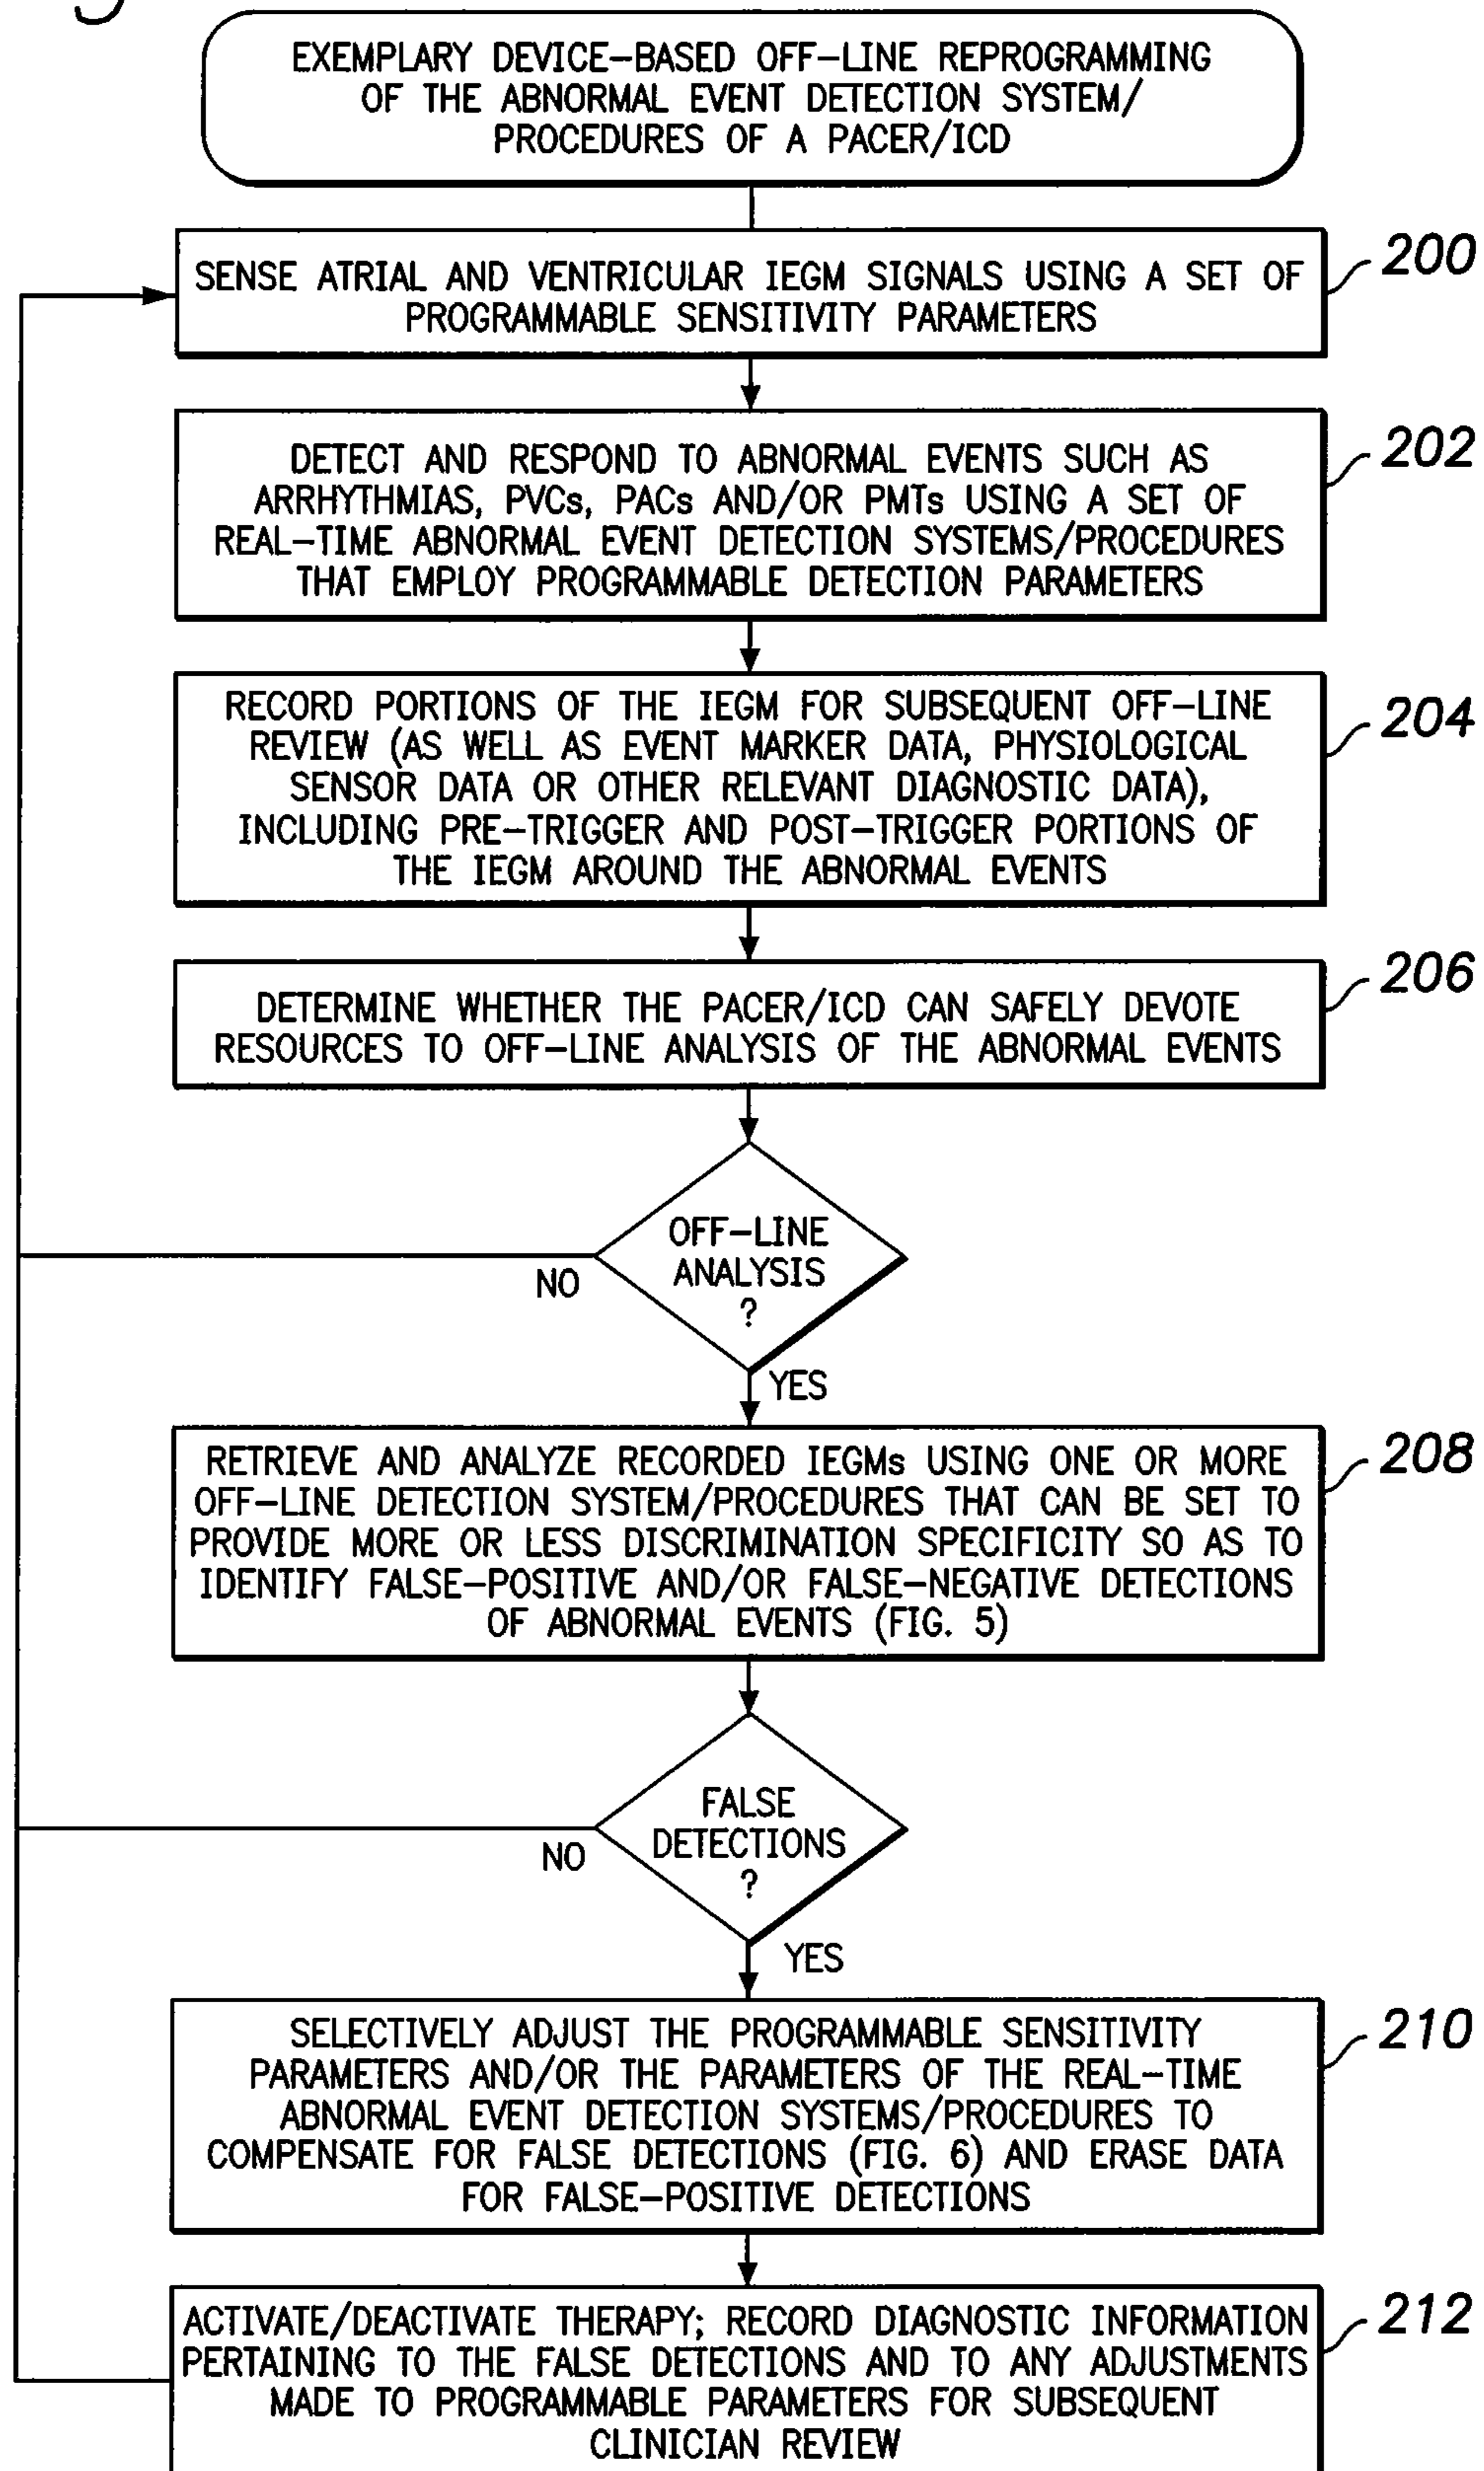 EXEMPLARY DEVICE-BASED OFF-LINE REPROGRAMMING
OF THE ABNORMAL EVENT DETECTION SYSTEM/
PROCEDURES OF A PACER/ICD
200
SENSE ATRIAL AND VENTRICULAR IEGM SIGNALS USING A SET OF
PROGRAMMABLE SENSITIVITY PARAMETERS
202
DETECT AND RESPOND TO ABNORMAL EVENTS SUCH AS
ARRHYTHMIAS, PVCs, PACs AND/OR PMTs USING A SET OF
REAL-TIME ABNORMAL EVENT DETECTION SYSTEMS/PROCEDURES
THAT EMPLOY PROGRAMMABLE DETECTION PARAMETERS
204
RECORD PORTIONS OF THE IEGM FOR SUBSEQUENT OFF-LINE
REVIEW (AS WELL AS EVENT MARKER DATA, PHYSIOLOGICAL
SENSOR DATA OR OTHER RELEVANT DIAGNOSTIC DATA),
INCLUDING PRE-TRIGGER AND POST-TRIGGER PORTIONS OF
THE IEGM AROUND THE ABNORMAL EVENTS
206
DETERMINE WHETHER THE PACER/ICD CAN SAFELY DEVOTE
RESOURCES TO OFF-LINE ANALYSIS OF THE ABNORMAL EVENTS
OFF-LINE
ANALYSIS
?
NO
YES
208
RETRIEVE AND ANALYZE RECORDED IEGMs USING ONE OR MORE
OFF-LINE DETECTION SYSTEM/PROCEDURES THAT CAN BE SET TO
PROVIDE MORE OR LESS DISCRIMINATION SPECIFICITY SO AS TO
IDENTIFY FALSE-POSITIVE AND/OR FALSE-NEGATIVE DETECTIONS
OF ABNORMAL EVENTS (FIG. 5)
FALSE
DETECTIONS
?
NO
YES
210
SELECTIVELY ADJUST THE PROGRAMMABLE SENSITIVITY
PARAMETERS AND/OR THE PARAMETERS OF THE REAL-TIME
ABNORMAL EVENT DETECTION SYSTEMS/PROCEDURES TO
COMPENSATE FOR FALSE DETECTIONS (FIG. 6) AND ERASE DATA
FOR FALSE-POSITIVE DETECTIONS
212
ACTIVATE/DEACTIVATE THERAPY; RECORD DIAGNOSTIC INFORMATION
PERTAINING TO THE FALSE DETECTIONS AND TO ANY ADJUSTMENTS
MADE TO PROGRAMMABLE PARAMETERS FOR SUBSEQUENT
CLINICIAN REVIEW